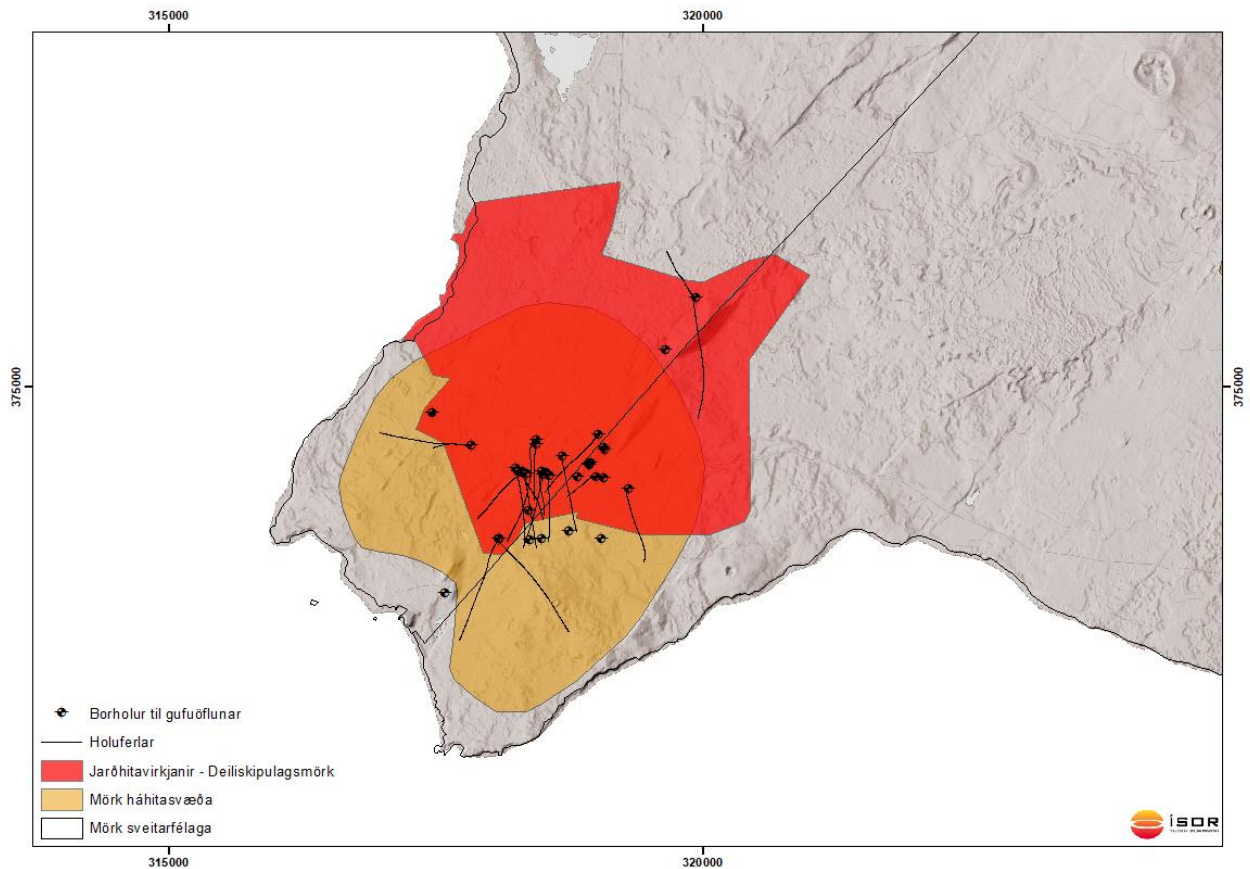 315000
320000
375000
375000
Borholur til gufuöflunar
Holuferlar
Jarðhitavirkjanir - Deiliskipulagsmörk
Mörk háhitasvæða
Mörk sveitarfélaga
ÍSOR
315000
320000